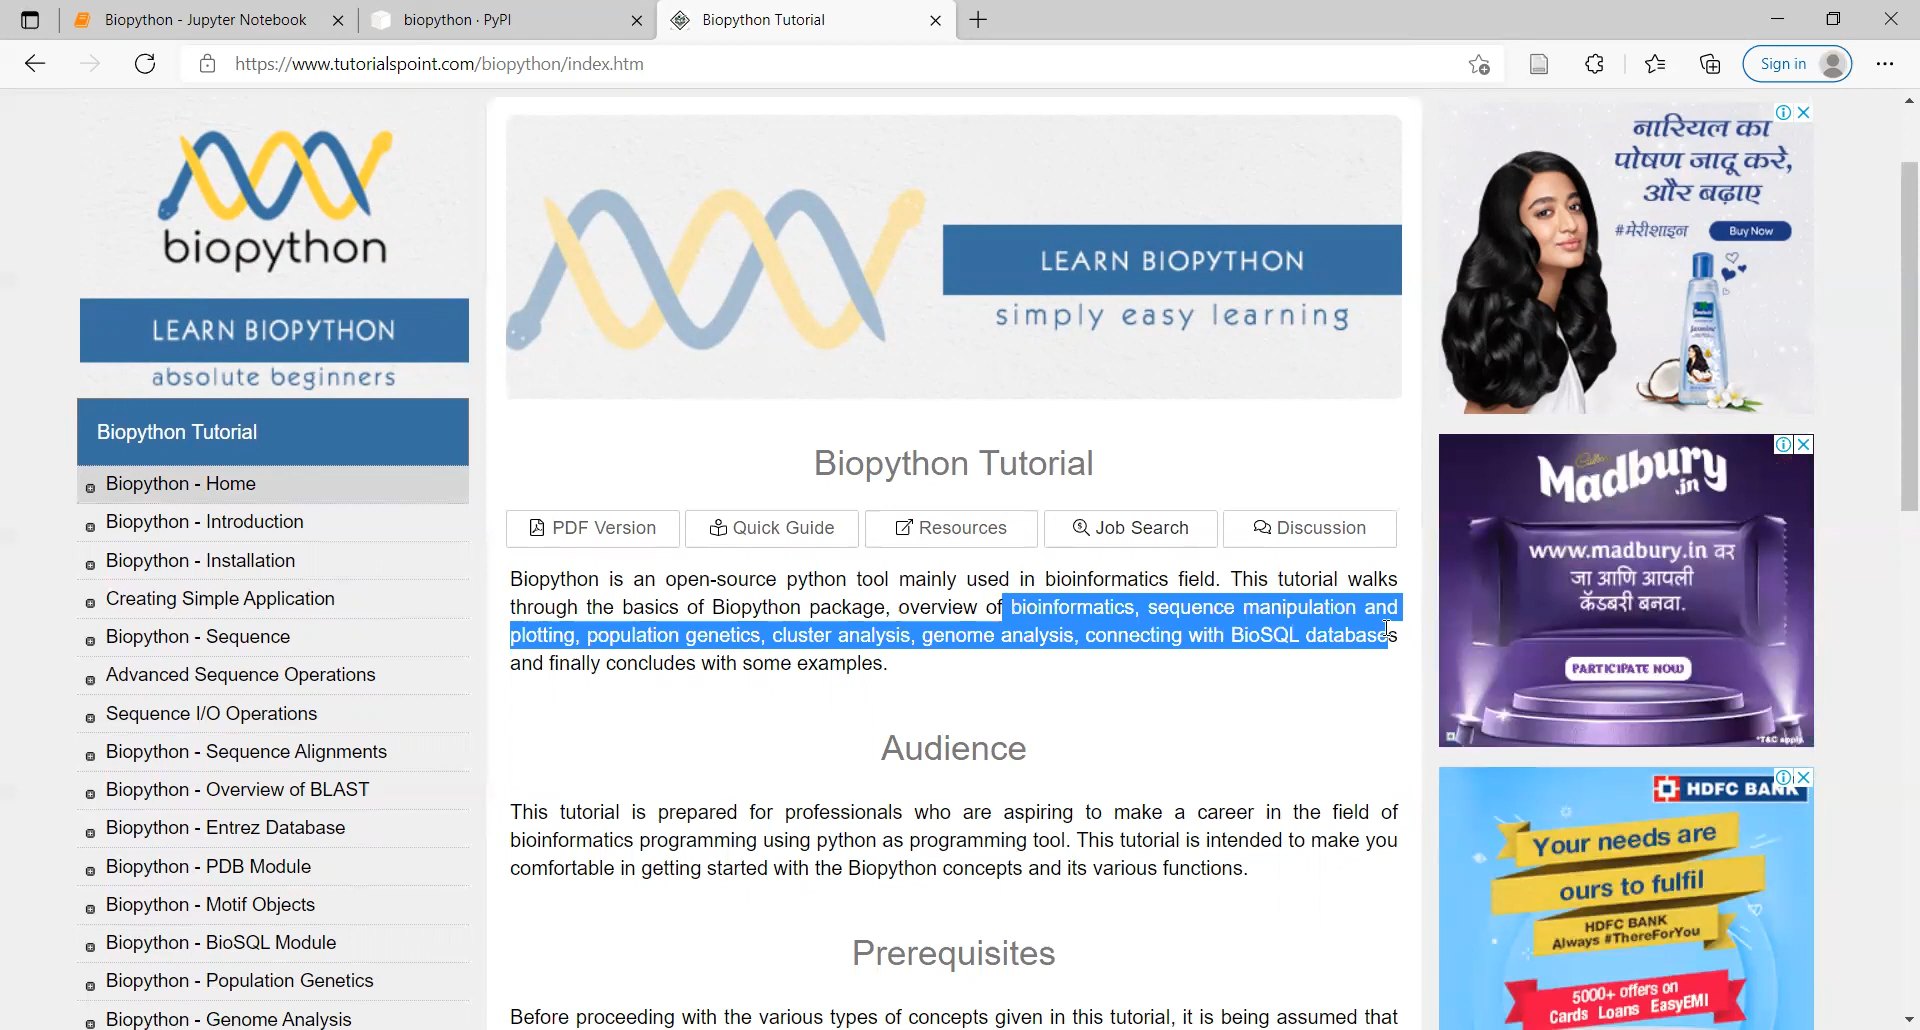 Biopython - Jupyter Notebook
biopython · PyPI
Biopython Tutorial
https://www.tutorialspoint.com/biopython/index.htm
Sign in
biopython
LEARN BIOPYTHON
absolute beginners
Biopython Tutorial
Biopython - Home
Biopython - Introduction
Biopython - Installation
Creating Simple Application
Biopython - Sequence
Advanced Sequence Operations
Sequence I/O Operations
Biopython - Sequence Alignments
Biopython - Overview of BLAST
Biopython - Entrez Database
Biopython - PDB Module
Biopython - Motif Objects
Biopython - BioSQL Module
Biopython - Population Genetics
Biopython - Genome Analysis
LEARN BIOPYTHON
simply easy learning
Biopython Tutorial
PDF Version
Quick Guide
Resources
Job Search
Discussion
Biopython is an open-source python tool mainly used in bioinformatics field. This tutorial walks
through the basics of Biopython package, overview of bioinformatics, sequence manipulation and
plotting, population genetics, cluster analysis, genome analysis, connecting with BioSQL databases
and finally concludes with some examples.
Audience
This tutorial is prepared for professionals who are aspiring to make a career in the field of
bioinformatics programming using python as programming tool. This tutorial is intended to make you
comfortable in getting started with the Biopython concepts and its various functions.
Prerequisites
Before proceeding with the various types of concepts given in this tutorial, it is being assumed that
नारियल का
पोषण जादू करे,
और बढ़ाए
#मेरीशाइन
Buy Now
Jasmine
Cadbury
Madbury
.in
www.madbury.in वर
जा आणि आपली
कॅडबरी बनवा.
PARTICIPATE NOW
*T&C apply.
HDFC BANK
Your needs are
ours to fulfil
HDFC BANK
Always #ThereForYou
5000+ offers on
Cards Loans EasyEMI